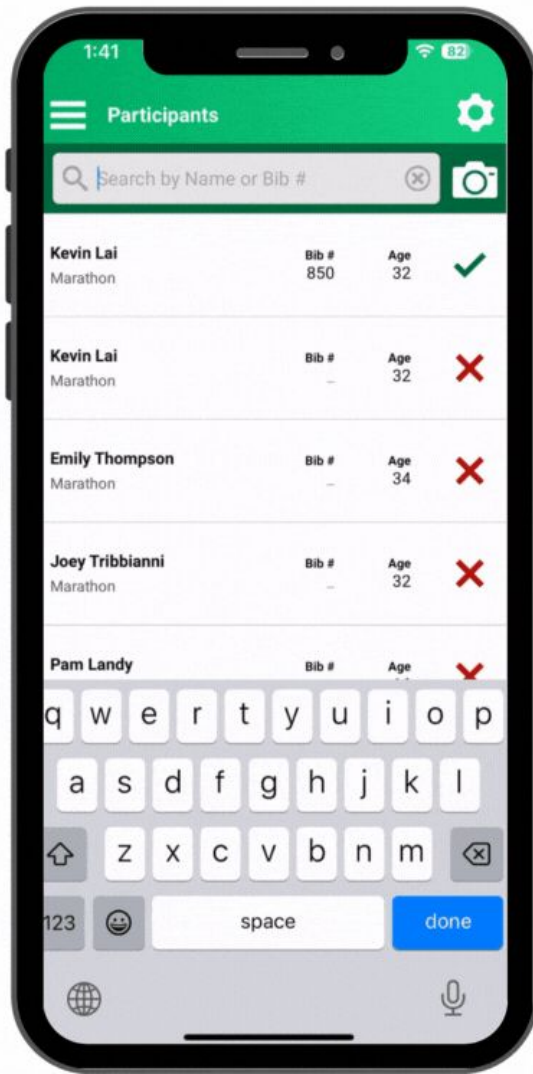 1:41 82
Participants
Search by Name or Bib #
Kevin Lai Bib # Age
Marathon 850 32
Kevin Lai Bib # Age
Marathon – 32
Emily Thompson Bib # Age
Marathon – 34
Joey Tribbianni Bib # Age
Marathon – 32
Pam Landy Bib # Age
q w e r t y u i o p
a s d f g h j k l
z x c v b n m
123 space done